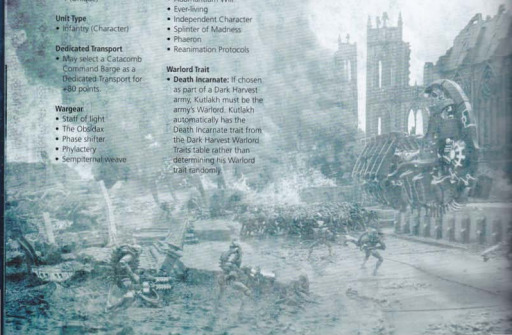 Unit Type
• Infantry (Character)
Dedicated Transport
• May select a Catacomb
Command Barge as a
Dedicated Transport for
+80 points.
Wargear
• Staff of light
• The Obsidax
• Phase shifter
• Phylactery
• Sempiternal weave
• Ever-living
• Independent Character
• Splinter of Madness
• Phaeron
• Reanimation Protocols
Warlord Trait
• Death Incarnate: If chosen
as part of a Dark Harvest
army, Kutlakh must be the
army's Warlord. Kutlakh
automatically has the
Death Incarnate trait from
the Dark Harvest Warlord
Traits table rather than
determining his Warlord
trait randomly.